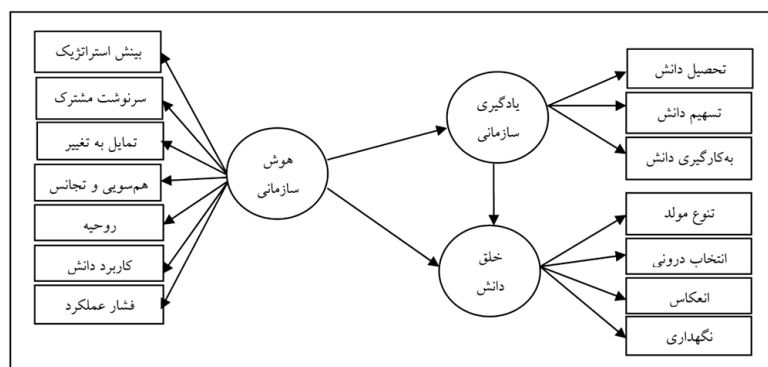 بینش استراتژیک
سرنوشت مشترک
تمایل به تغییر
هم‌سویی و تجانس
روحیه
کاربرد دانش
فشار عملکرد
هوش
سازمانی
یادگیری
سازمانی
خلق
دانش
تحصیل دانش
تسهیم دانش
به‌کارگیری دانش
تنوع مولد
انتخاب درونی
انعکاس
نگهداری